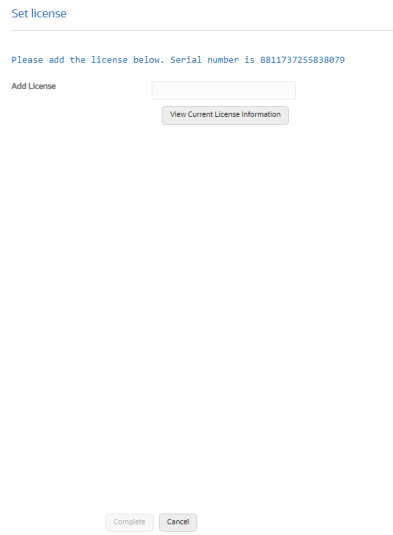 Set license
Please add the license below. Serial number is 8811737255838079
Add License
View Current License Information
Complete
Cancel